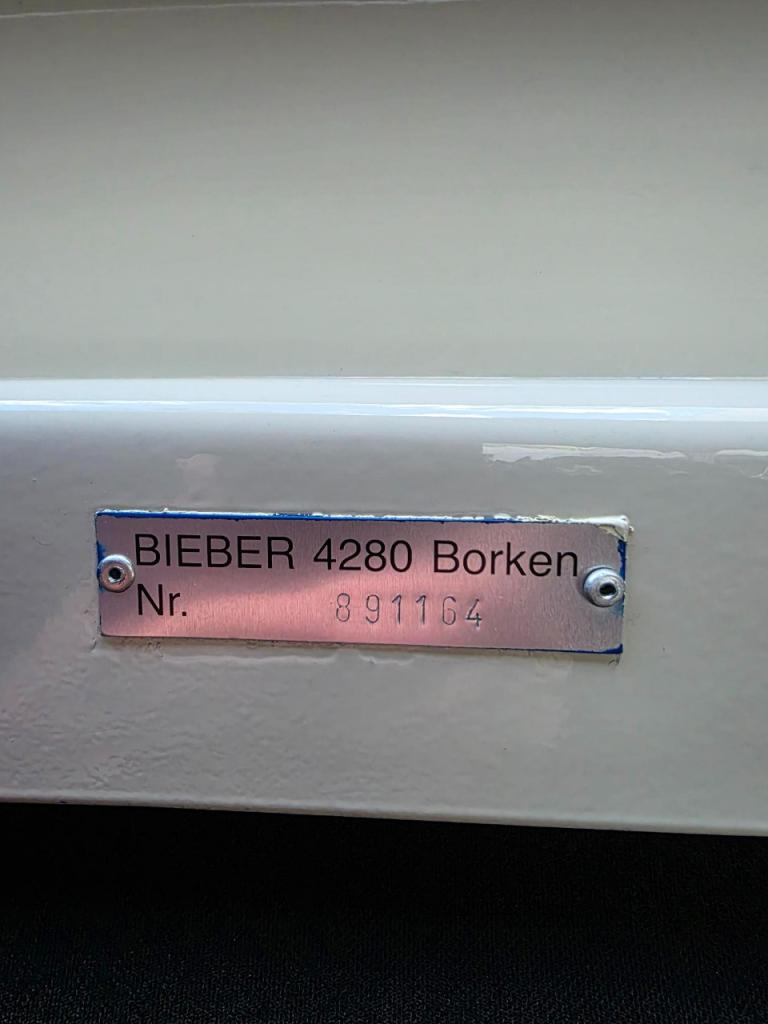 BIEBER 4280 Borken
Nr. 891164